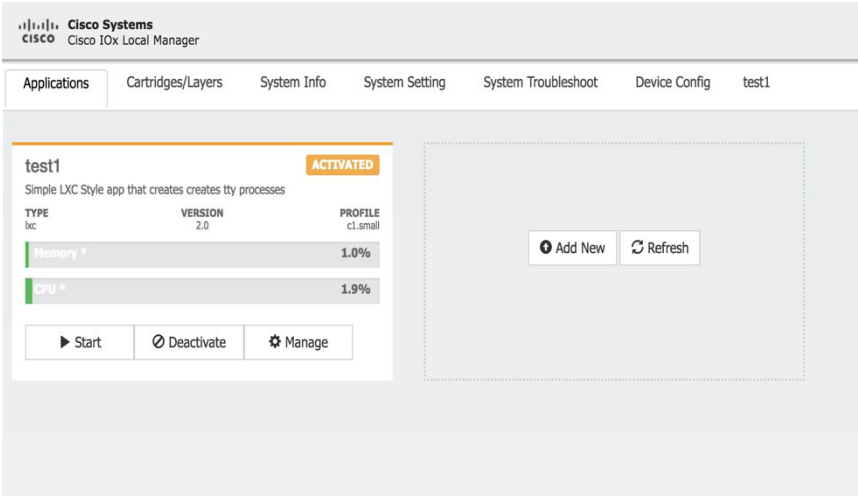 Cisco Systems
CISCO Cisco IOx Local Manager
Applications Cartridges/Layers System Info System Setting System Troubleshoot Device Config test1
test1 ACTIVATED
Simple LXC Style app that creates creates tty processes
TYPE VERSION PROFILE
lxc 2.0 c1.small
Memory * 1.0%
CPU * 1.9%
Start Deactivate Manage
Add New Refresh